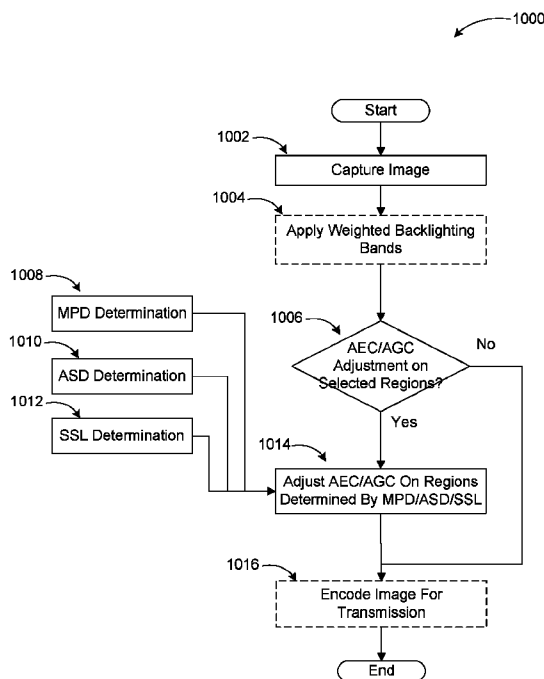 1000
Start
1002
Capture Image
1004
Apply Weighted Backlighting
Bands
1008
MPD Determination
1006
AEC/AGC
Adjustment on
Selected Regions?
No
1010
ASD Determination
1012
SSL Determination
Yes
1014
Adjust AEC/AGC On Regions
Determined By MPD/ASD/SSL
1016
Encode Image For
Transmission
End